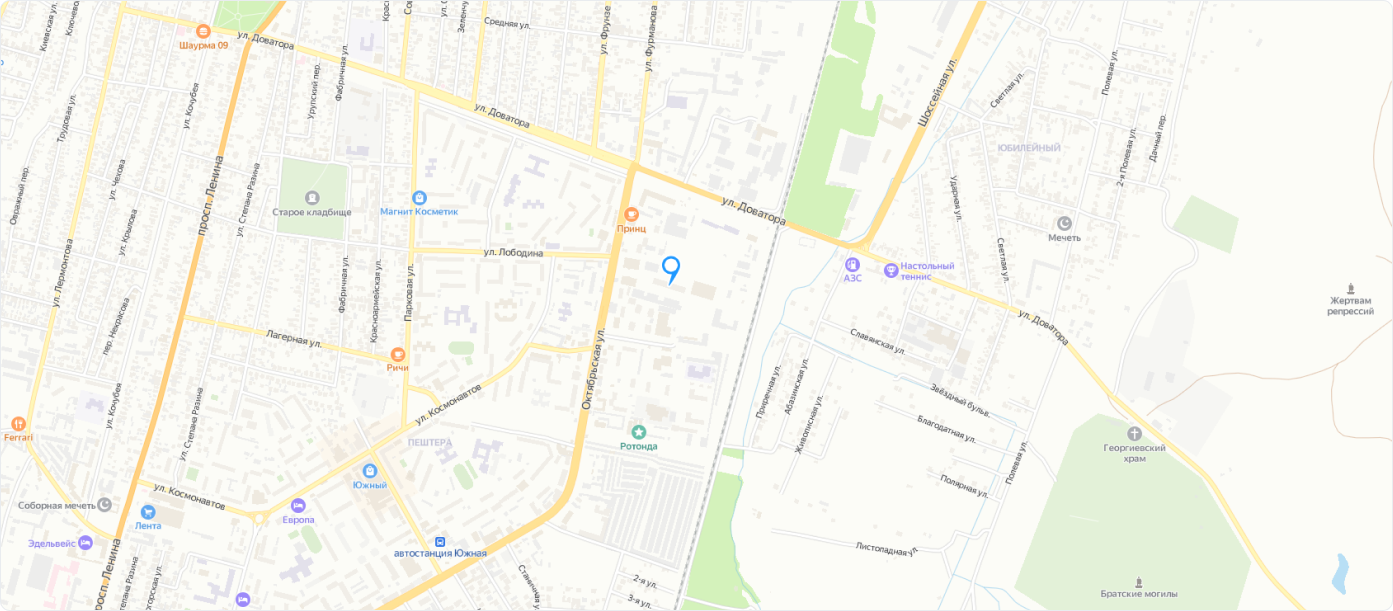 Киевская ул.
Ключевой
Шаурма 09
ул. Доватора
Фабричная ул.
Урупский пер.
Средняя ул.
ул. Фрунзе
ул. Фурманова
Шоссейная ул.
Светлая ул.
Полевая ул.
Дачный пер.
2-я Полевая ул.
ЮБИЛЕЙНЫЙ
Трудовая ул.
ул. Кочубея
ул. Доватора
Овражный пер.
ул. Чехова
просп. Ленина
ул. Степана Разина
Старое кладбище
Магнит Косметик
Принц
ул. Доватора
Ударная ул.
Мечеть
ул. Крылова
ул. Лермонтова
ул. Лободина
Светлая ул.
АЗС
Настольный
теннис
Жертвам
репрессий
Фабричная ул.
Красноармейская ул.
Парковая ул.
пер. Некрасова
Лагерная ул.
Ричи
Октябрьская ул.
ул. Доватора
Славянская ул.
Приречная ул.
Абазинская ул.
Живописная ул.
Звёздный бульв.
Благодатная ул.
ул. Кочубея
ул. Степана Разина
ул. Космонавтов
Ferrari
ПЕШТЕРА
Ротонда
Георгиевский
храм
Полевая ул.
Полярная ул.
Южный
ул. Космонавтов
Соборная мечеть
Лента
Европа
Эдельвейс
автостанция Южная
Листопадная ул.
просп. Ленина
Станичная ул.
2-я ул.
3-я ул.
Братские могилы